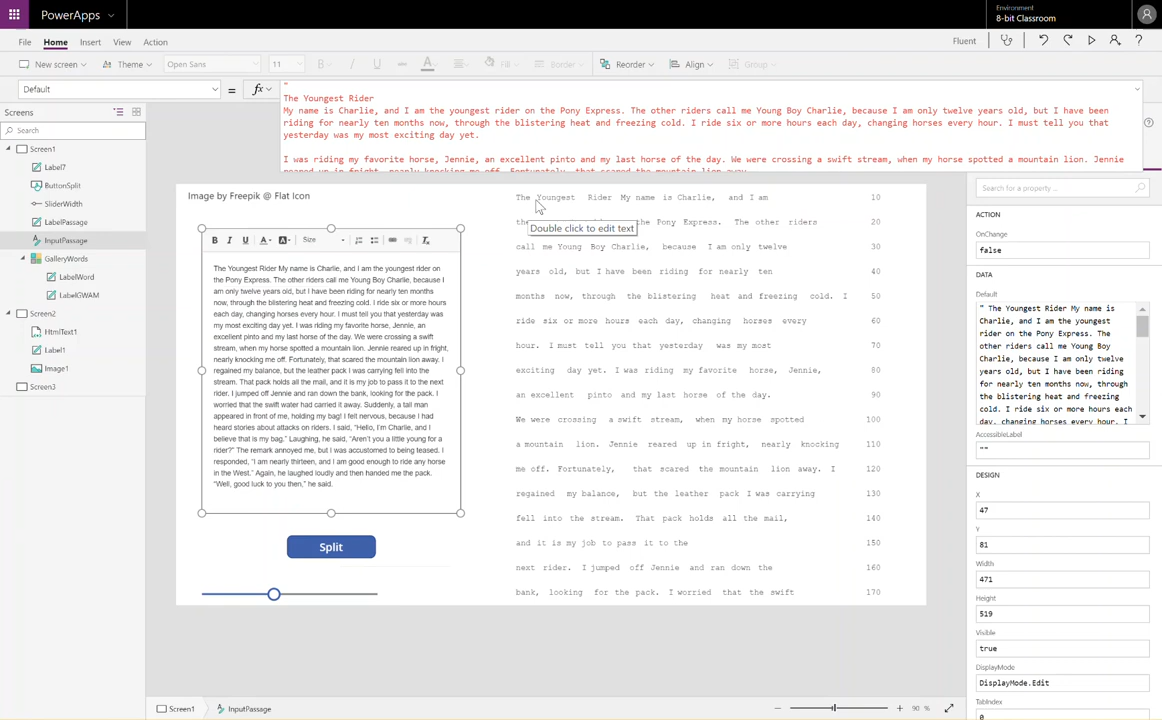 PowerApps
Environment
8-bit Classroom
File Home Insert View Action
Fluent
New screen Theme Open Sans 11 B I U abc A Fill Border Reorder Align Group
Default = fx "
The Youngest Rider
My name is Charlie, and I am the youngest rider on the Pony Express. The other riders call me Young Boy Charlie, because I am only twelve years old, but I have been
riding for nearly ten months now, through the blistering heat and freezing cold. I ride six or more hours each day, changing horses every hour. I must tell you that
yesterday was my most exciting day yet.
I was riding my favorite horse, Jennie, an excellent pinto and my last horse of the day. We were crossing a swift stream, when my horse spotted a mountain lion. Jennie
reared up in fright, nearly knocking me off. Fortunately, that scared the mountain lion away. I
Screens
Search
Screen1
Label7
ButtonSplit
SliderWidth
LabelPassage
InputPassage
GalleryWords
LabelWord
LabelGWAM
Screen2
HtmlText1
Label1
Image1
Screen3
Image by Freepik @ Flat Icon
B I U A A Size
The Youngest Rider My name is Charlie, and I am the youngest rider on
the Pony Express. The other riders call me Young Boy Charlie, because I
am only twelve years old, but I have been riding for nearly ten months
now, through the blistering heat and freezing cold. I ride six or more hours
each day, changing horses every hour. I must tell you that yesterday was
my most exciting day yet. I was riding my favorite horse, Jennie, an
excellent pinto and my last horse of the day. We were crossing a swift
stream, when my horse spotted a mountain lion. Jennie reared up in fright,
nearly knocking me off. Fortunately, that scared the mountain lion away. I
regained my balance, but the leather pack I was carrying fell into the
stream. That pack holds all the mail, and it is my job to pass it to the next
rider. I jumped off Jennie and ran down the bank, looking for the pack. I
worried that the swift water had carried it away. Suddenly, a tall man
appeared in front of me, holding my bag! I felt nervous, because I had
heard stories about attacks on riders. I said, “Hello, I’m Charlie, and I
believe that is my bag.” Laughing, he said, “Aren’t you a little young for a
rider?” The remark annoyed me, but I was accustomed to being teased. I
responded, “I am nearly thirteen, and I am good enough to ride any horse
in the West.” Again, he laughed loudly and then handed me the pack.
“Well, good luck to you then,” he said.
Split
The Youngest Rider My name is Charlie, and I am 10
the Pony Express. The other riders 20
Double click to edit text
call me Young Boy Charlie, because I am only twelve 30
years old, but I have been riding for nearly ten 40
months now, through the blistering heat and freezing cold. I 50
ride six or more hours each day, changing horses every 60
hour. I must tell you that yesterday was my most 70
exciting day yet. I was riding my favorite horse, Jennie, 80
an excellent pinto and my last horse of the day. 90
We were crossing a swift stream, when my horse spotted 100
a mountain lion. Jennie reared up in fright, nearly knocking 110
me off. Fortunately, that scared the mountain lion away. I 120
regained my balance, but the leather pack I was carrying 130
fell into the stream. That pack holds all the mail, 140
and it is my job to pass it to the 150
next rider. I jumped off Jennie and ran down the 160
bank, looking for the pack. I worried that the swift 170
Search for a property ...
ACTION
OnChange
false
DATA
Default
" The Youngest Rider My name is
Charlie, and I am the youngest
rider on the Pony Express. The
other riders call me Young Boy
Charlie, because I am only twelve
years old, but I have been riding
for nearly ten months now, through
the blistering heat and freezing
cold. I ride six or more hours each
day, changing horses every hour. I
AccessibleLabel
""
DESIGN
X
47
Y
81
Width
471
Height
519
Visible
true
DisplayMode
DisplayMode.Edit
TabIndex
0
Screen1 InputPassage
90 %